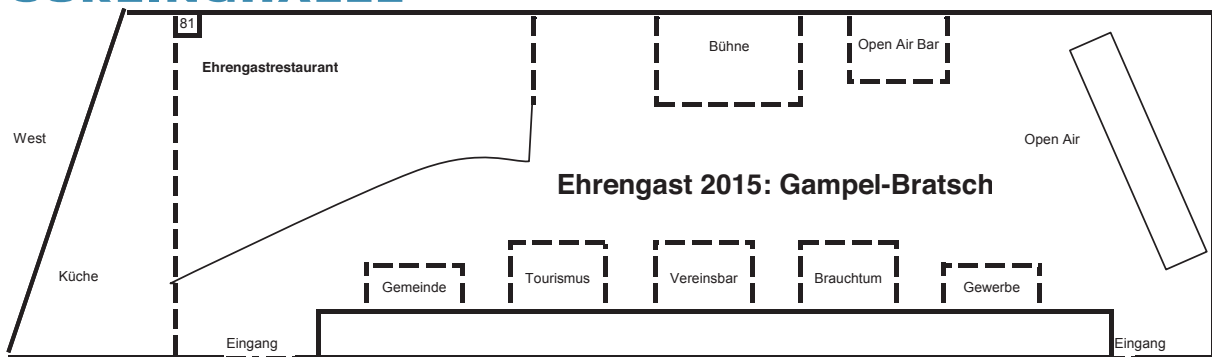 81
Ehrengastrestaurant
Bühne
Open Air Bar
West
Open Air
Ehrengast 2015: Gampel-Bratsch
Küche
Gemeinde
Tourismus
Vereinsbar
Brauchtum
Gewerbe
Eingang
Eingang